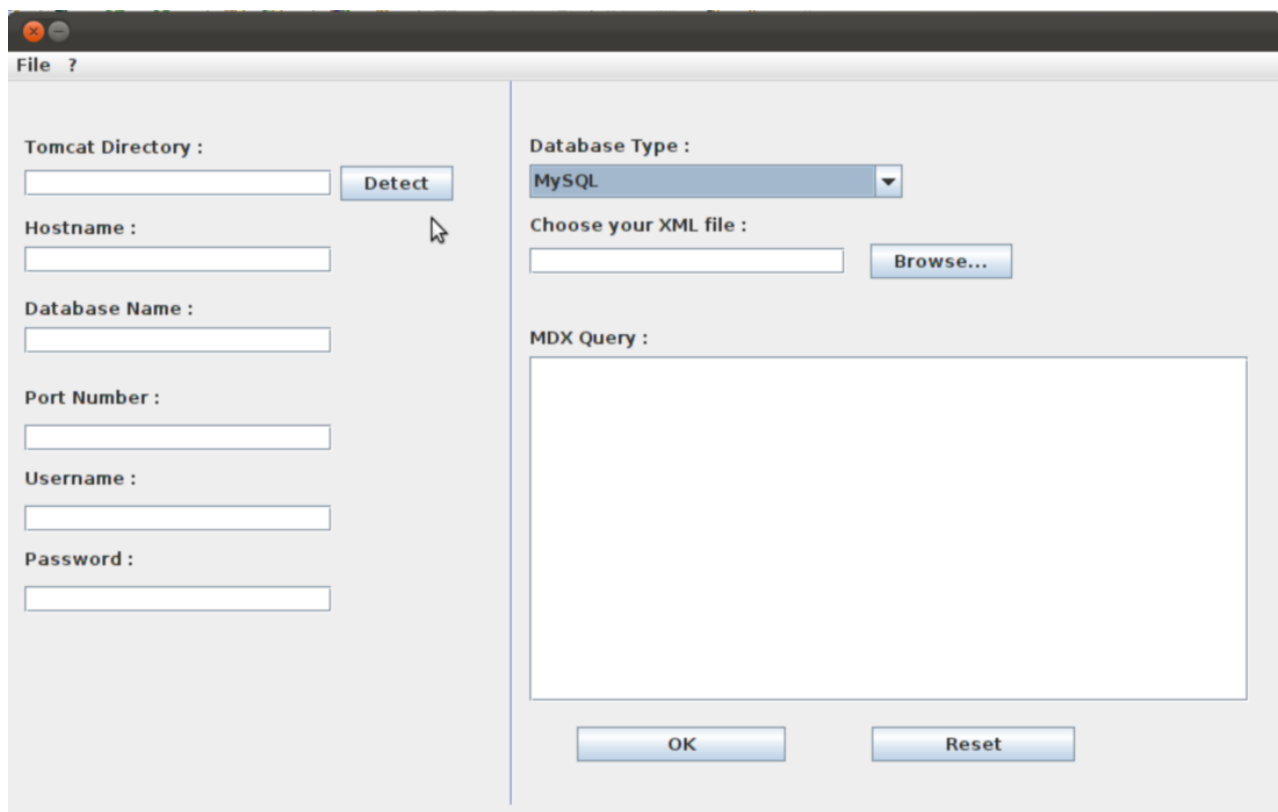 File ?
Tomcat Directory :
Detect
Hostname :
Database Name :
Port Number :
Username :
Password :
Database Type :
MySQL
Choose your XML file :
Browse...
MDX Query :
OK
Reset